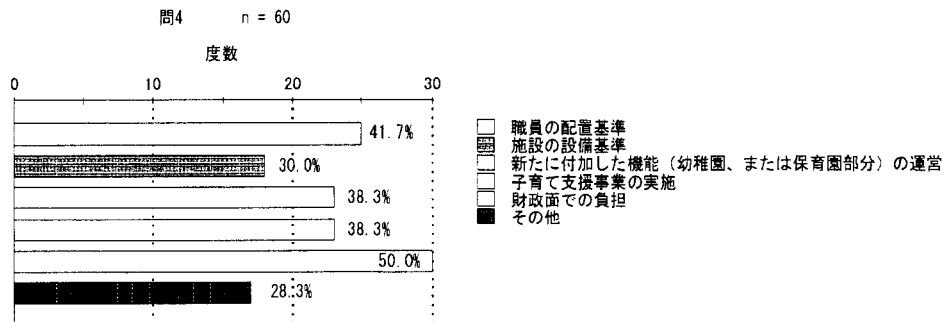 問4 n = 60
度数
0 10 20 30
41.7%
30.0%
38.3%
38.3%
50.0%
28.3%
職員の配置基準
施設の設備基準
新たに付加した機能（幼稚園、または保育園部分）の運営
子育て支援事業の実施
財政面での負担
その他